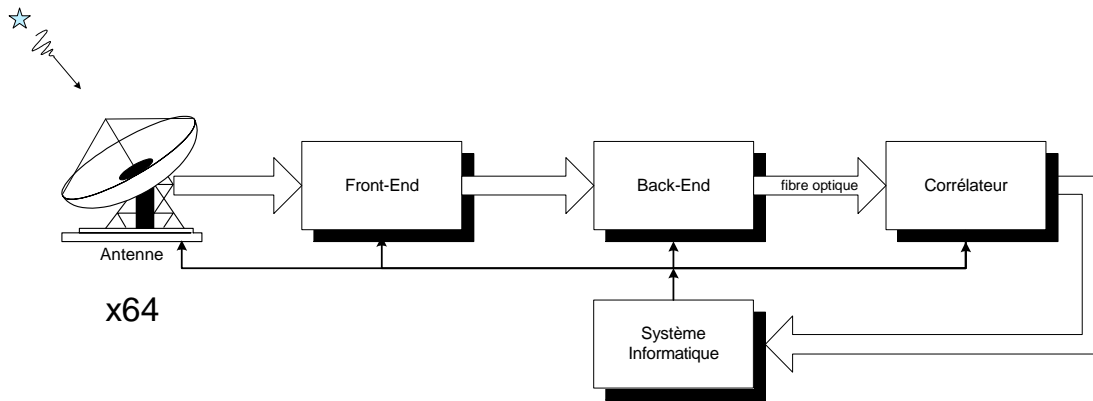 Front-End
Back-End
fibre optique
Corrélateur
Antenne
x64
Système
Informatique